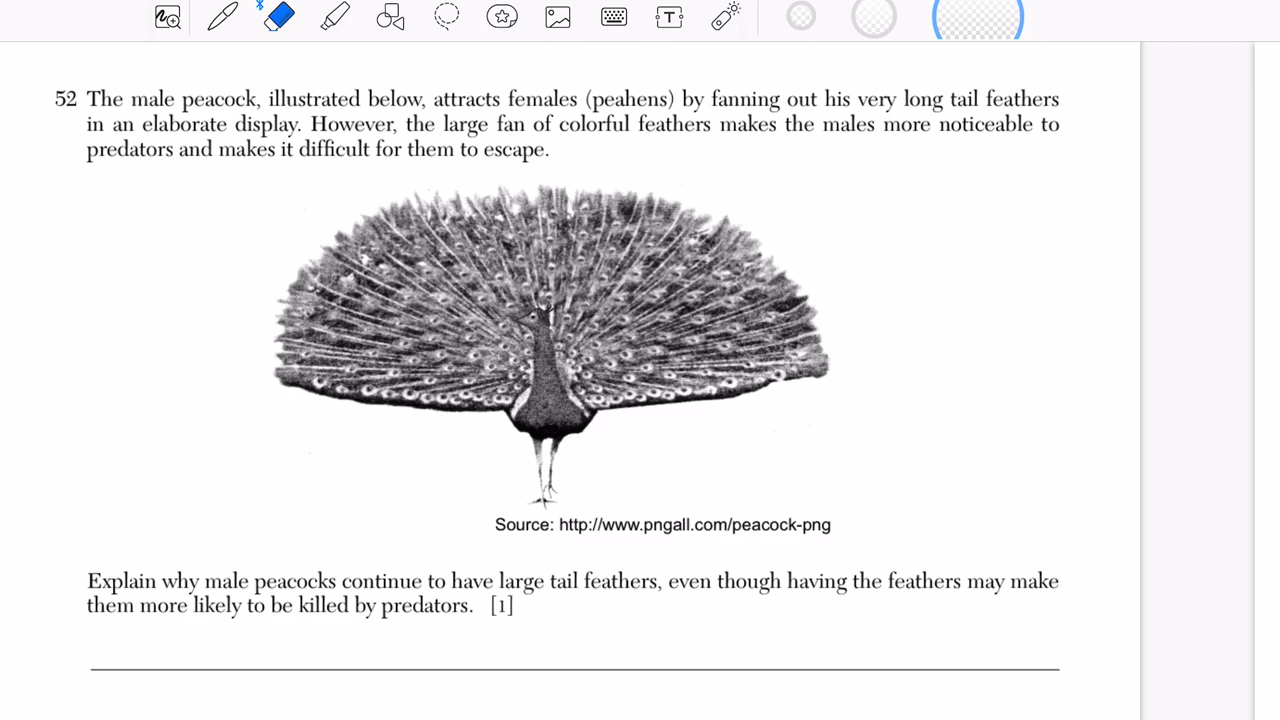 52 The male peacock, illustrated below, attracts females (peahens) by fanning out his very long tail feathers
in an elaborate display. However, the large fan of colorful feathers makes the males more noticeable to
predators and makes it difficult for them to escape.
Source: http://www.pngall.com/peacock-png
Explain why male peacocks continue to have large tail feathers, even though having the feathers may make
them more likely to be killed by predators. [1]